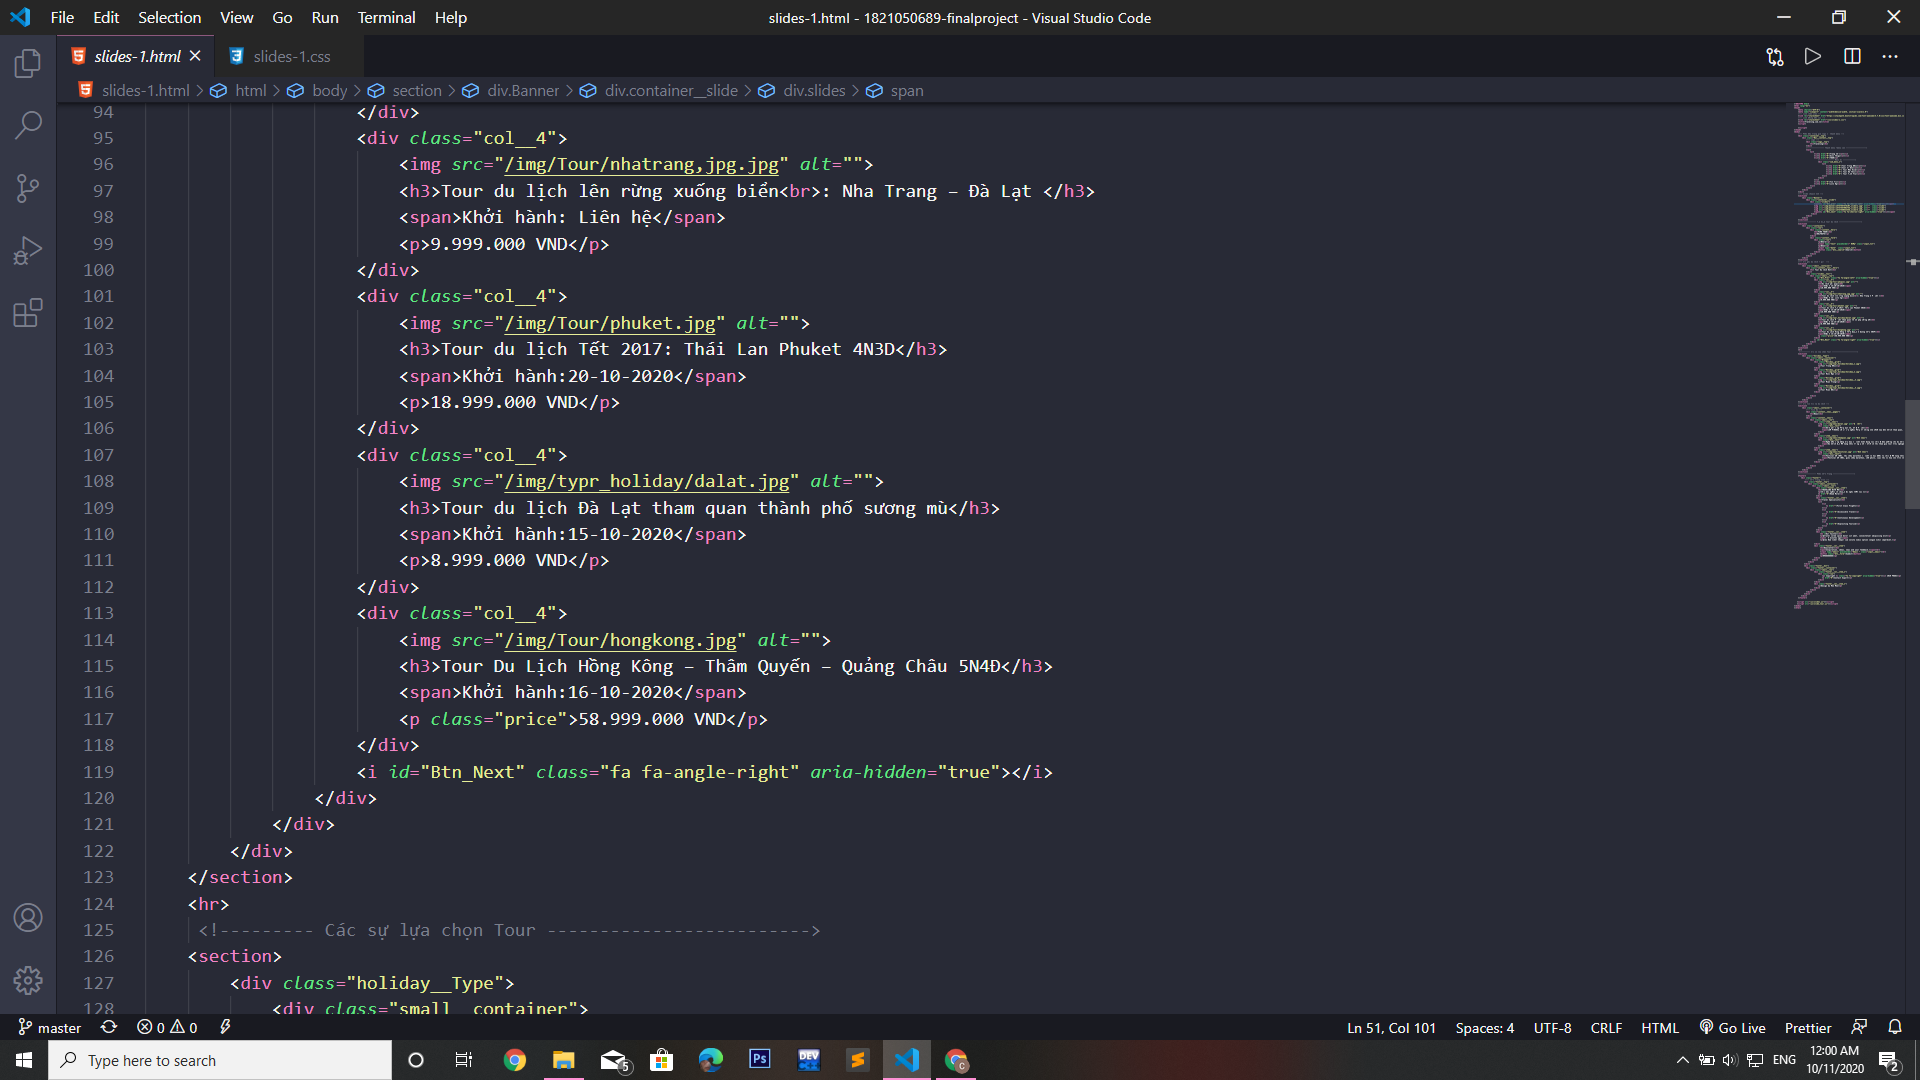 File Edit Selection View Go Run Terminal Help
slides-1.html - 1821050689-finalproject - Visual Studio Code
slides-1.html slides-1.css
slides-1.html > html > body > section > div.Banner > div.container__slide > div.slides > span
94 </div>
95 <div class="col__4">
96 <img src="/img/Tour/nhatrang,jpg.jpg" alt="">
97 <h3>Tour du lịch lên rừng xuống biển<br>: Nha Trang – Đà Lạt </h3>
98 <span>Khởi hành: Liên hệ</span>
99 <p>9.999.000 VND</p>
100 </div>
101 <div class="col__4">
102 <img src="/img/Tour/phuket.jpg" alt="">
103 <h3>Tour du lịch Tết 2017: Thái Lan Phuket 4N3D</h3>
104 <span>Khởi hành:20-10-2020</span>
105 <p>18.999.000 VND</p>
106 </div>
107 <div class="col__4">
108 <img src="/img/typr_holiday/dalat.jpg" alt="">
109 <h3>Tour du lịch Đà Lạt tham quan thành phố sương mù</h3>
110 <span>Khởi hành:15-10-2020</span>
111 <p>8.999.000 VND</p>
112 </div>
113 <div class="col__4">
114 <img src="/img/Tour/hongkong.jpg" alt="">
115 <h3>Tour Du Lịch Hồng Kông – Thâm Quyến – Quảng Châu 5N4Đ</h3>
116 <span>Khởi hành:16-10-2020</span>
117 <p class="price">58.999.000 VND</p>
118 </div>
119 <i id="Btn_Next" class="fa fa-angle-right" aria-hidden="true"></i>
120 </div>
121 </div>
122 </div>
123 </section>
124 <hr>
125 <!--------- Các sự lựa chọn Tour ------------------------->
126 <section>
127 <div class="holiday__Type">
128 <div class="small__container">
master 0 0 Ln 51, Col 101 Spaces: 4 UTF-8 CRLF HTML Go Live Prettier
Type here to search
5
Ps
DEV
C
ENG
12:00 AM
10/11/2020
2